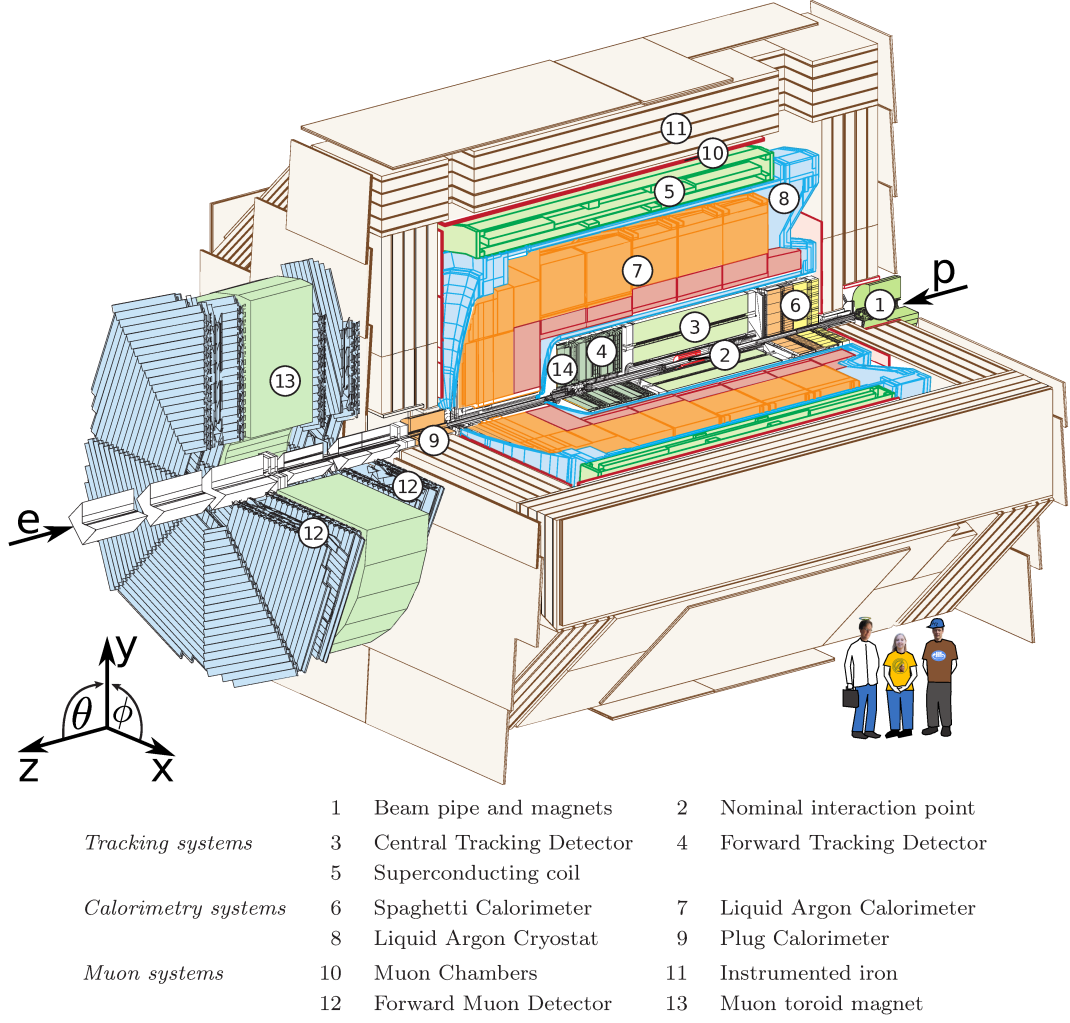 11
10
5
8
7
p
6
1
3
4
2
14
13
9
12
e
12
y
θ ϕ
z x
1 Beam pipe and magnets 2 Nominal interaction point
Tracking systems 3 Central Tracking Detector 4 Forward Tracking Detector
5 Superconducting coil
Calorimetry systems 6 Spaghetti Calorimeter 7 Liquid Argon Calorimeter
8 Liquid Argon Cryostat 9 Plug Calorimeter
Muon systems 10 Muon Chambers 11 Instrumented iron
12 Forward Muon Detector 13 Muon toroid magnet